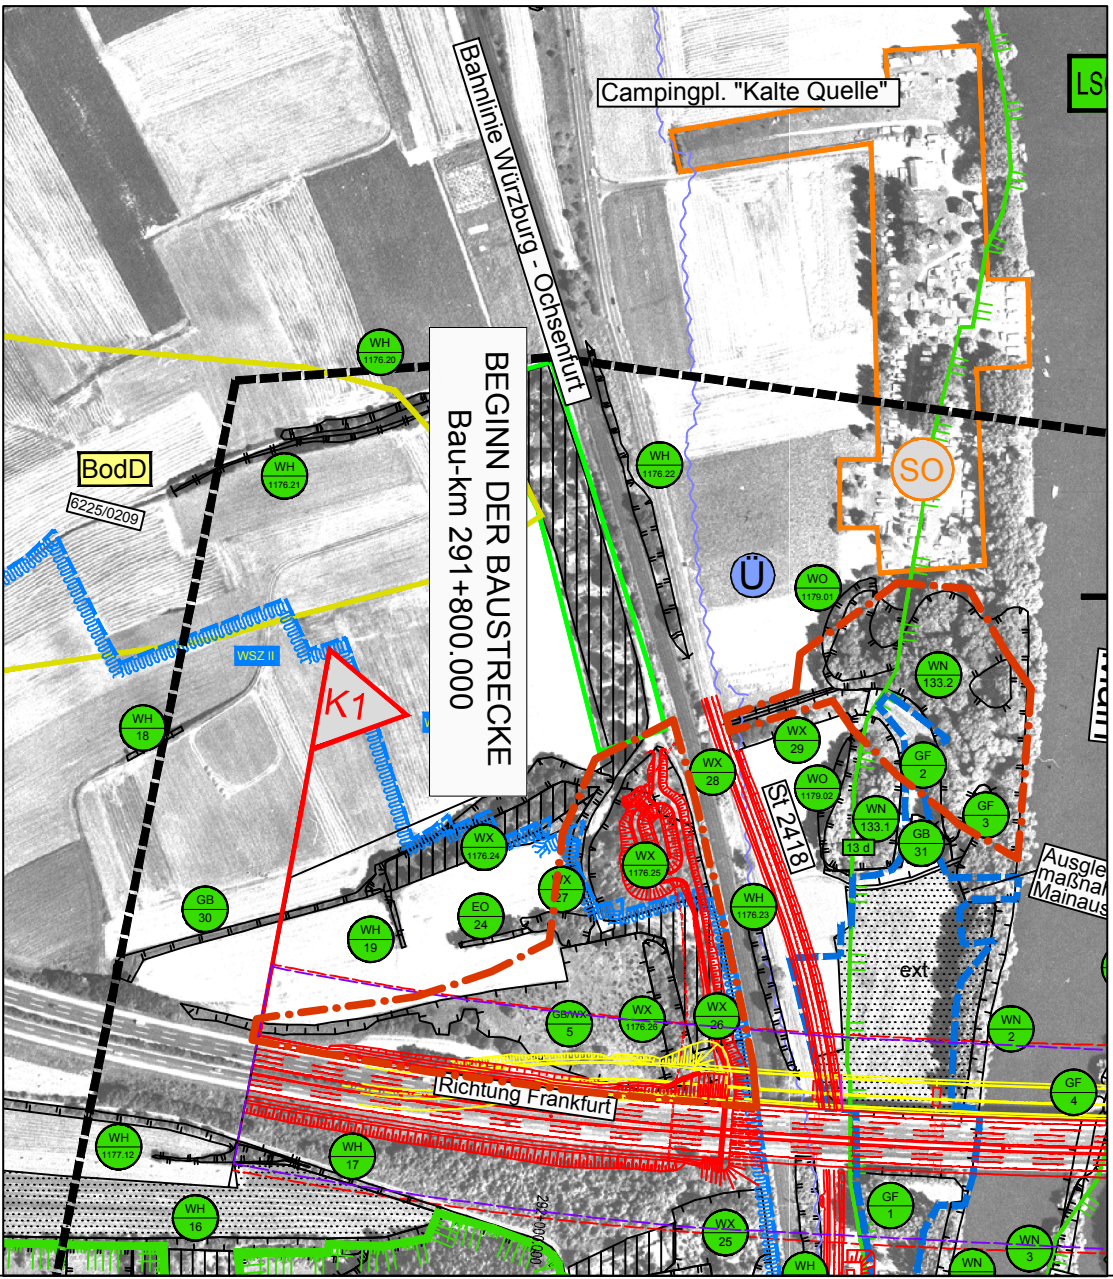 Bahnlinie Würzburg - Ochsenfurt
Campingpl. "Kalte Quelle"
WH
1176.20
BEGINN DER BAUSTRECKE
Bau-km 291+800.000
BodD
6225/0209
WH
1176.21
WH
1176.22
SO
Ü
WO
1179.01
WSZ II
K1
WN
133.2
WH
18
WX
28
WX
29
GF
2
WO
1179.02
WN
133.1
GF
3
St 2418
13 d
GB
31
WX
1176.24
WX
1176.25
WX
27
GB
30
EO
24
WH
19
WH
1176.23
ext
GB/WX
5
WX
1176.26
WX
26
WN
2
GF
4
Richtung Frankfurt
WH
1177.12
WH
17
WH
16
292+000.000
WX
25
GF
1
WN
3
WH
WN